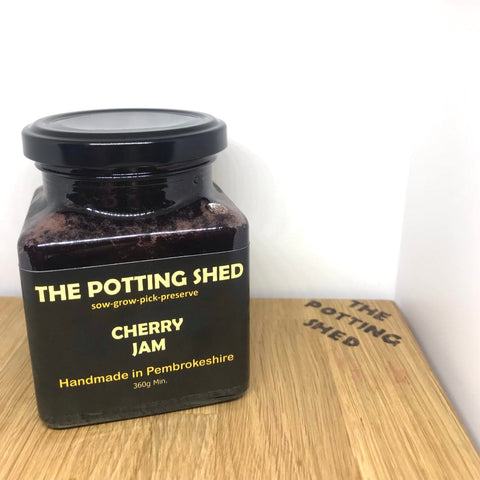 THE POTTING SHED
sow-grow-pick-preserve
CHERRY
JAM
Handmade in Pembrokeshire
360g Min.
THE
POTTING
SHED